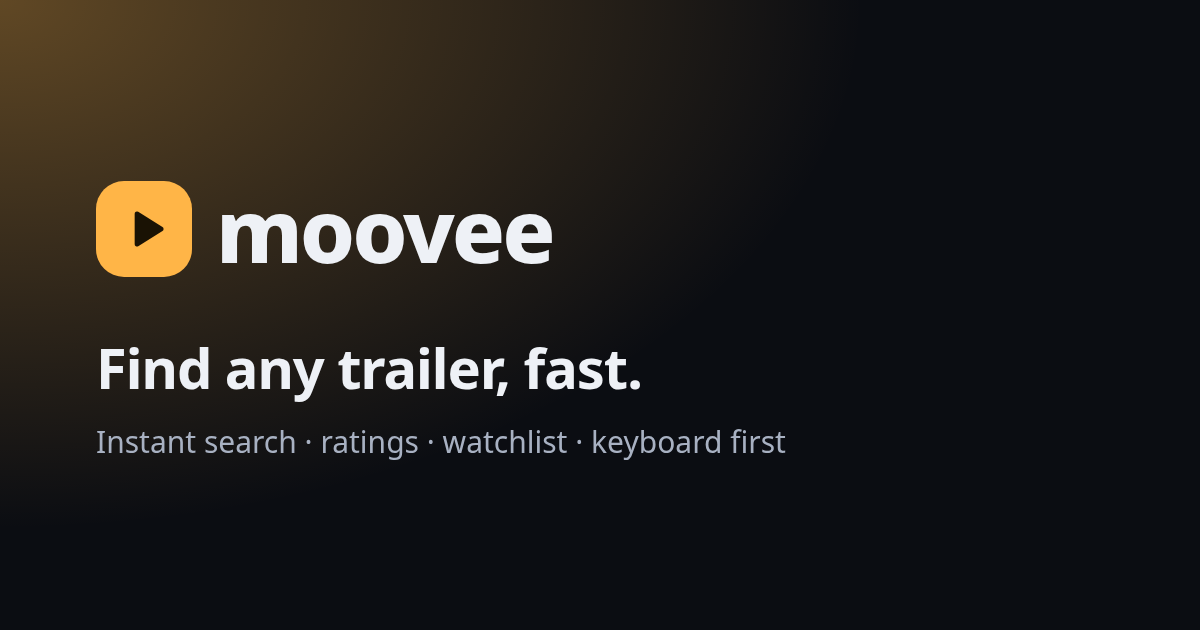 moovee
Find any trailer, fast.
Instant search · ratings · watchlist · keyboard first